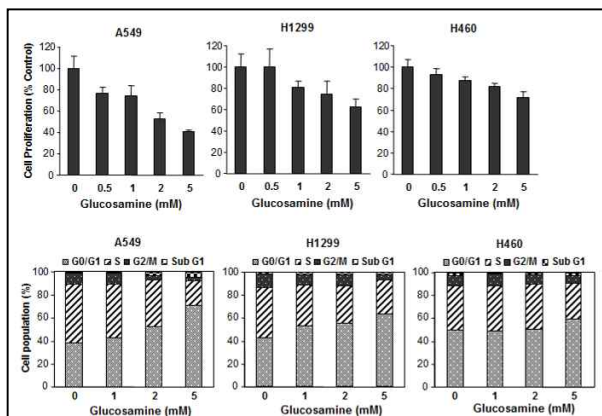 A549 H1299 H460
Cell Proliferation (% Control)
120 120 120
100 100 100
80 80 80
60 60 60
40 40 40
20 20 20
0 0 0
0 0.5 1 2 5 0 0.5 1 2 5 0 0.5 1 2 5
Glucosamine (mM) Glucosamine (mM) Glucosamine (mM)
A549 H1299 H460
G0/G1 S G2/M Sub G1 G0/G1 S G2/M Sub G1 G0/G1 S G2/M Sub G1
Cell population (%)
100 100 100
80 80 80
60 60 60
40 40 40
20 20 20
0 0 0
0 1 2 5 0 1 2 5 0 1 2 5
Glucosamine (mM) Glucosamine (mM) Glucosamine (mM)